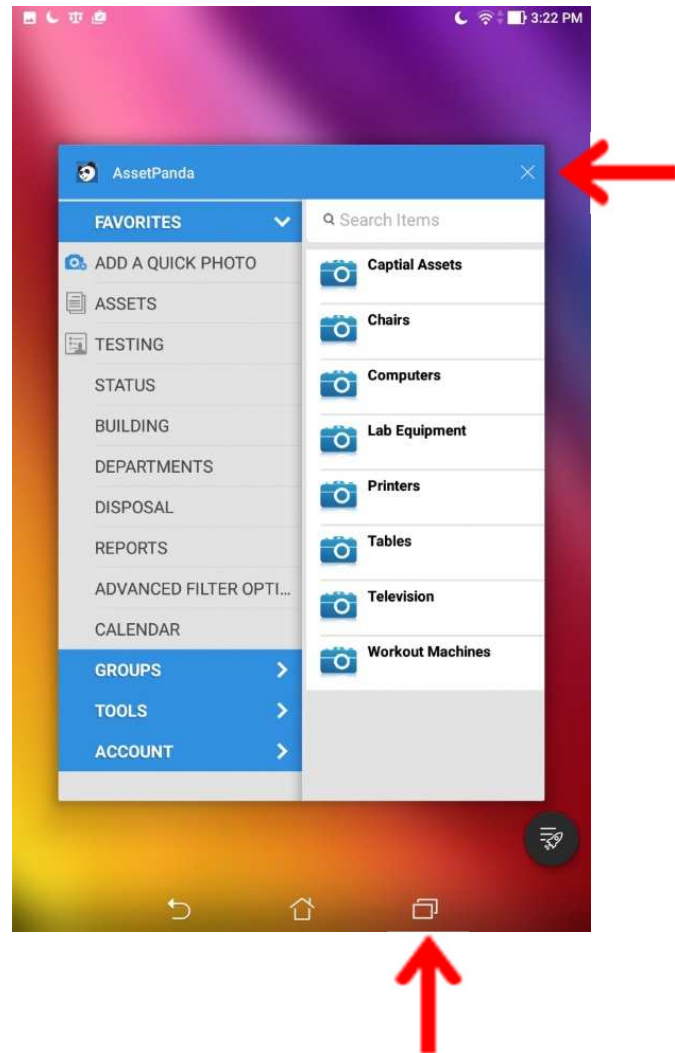 3:22 PM
AssetPanda
FAVORITES
Search Items
ADD A QUICK PHOTO
ASSETS
TESTING
STATUS
BUILDING
DEPARTMENTS
DISPOSAL
REPORTS
ADVANCED FILTER OPTI...
CALENDAR
GROUPS
TOOLS
ACCOUNT
Captial Assets
Chairs
Computers
Lab Equipment
Printers
Tables
Television
Workout Machines